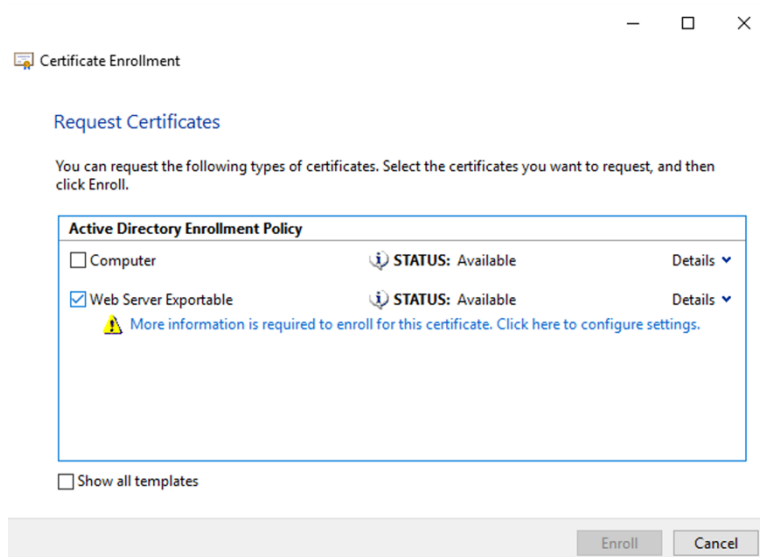 Certificate Enrollment
Request Certificates
You can request the following types of certificates. Select the certificates you want to request, and then
click Enroll.
Active Directory Enrollment Policy
Computer STATUS: Available Details
Web Server Exportable STATUS: Available Details
More information is required to enroll for this certificate. Click here to configure settings.
Show all templates
Enroll Cancel